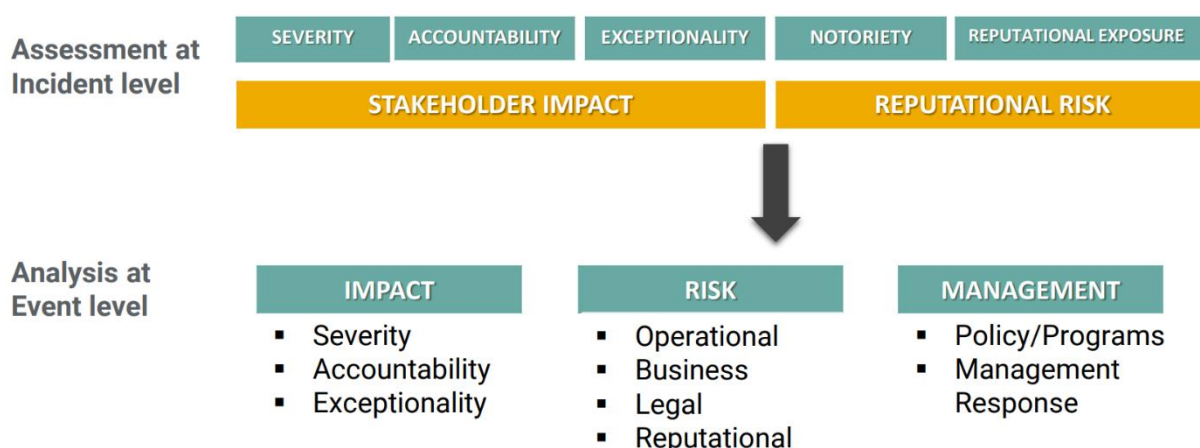 Assessment at
Incident level
SEVERITY
ACCOUNTABILITY
EXCEPTIONALITY
NOTORIETY
REPUTATIONAL EXPOSURE
STAKEHOLDER IMPACT
REPUTATIONAL RISK
Analysis at
Event level
IMPACT
▪ Severity
▪ Accountability
▪ Exceptionality
RISK
▪ Operational
▪ Business
▪ Legal
▪ Reputational
MANAGEMENT
▪ Policy/Programs
▪ Management
Response